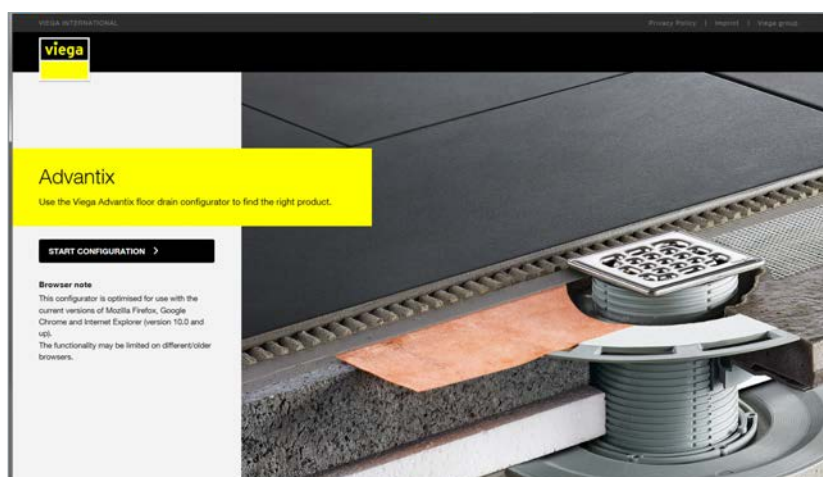 VIEGA INTERNATIONAL
Privacy Policy | Imprint | Viega group
viega
Advantix
Use the Viega Advantix floor drain configurator to find the right product.
START CONFIGURATION >
Browser note
This configurator is optimised for use with the
current versions of Mozilla Firefox, Google
Chrome and Internet Explorer (version 10.0 and
up).
The functionality may be limited on different/older
browsers.